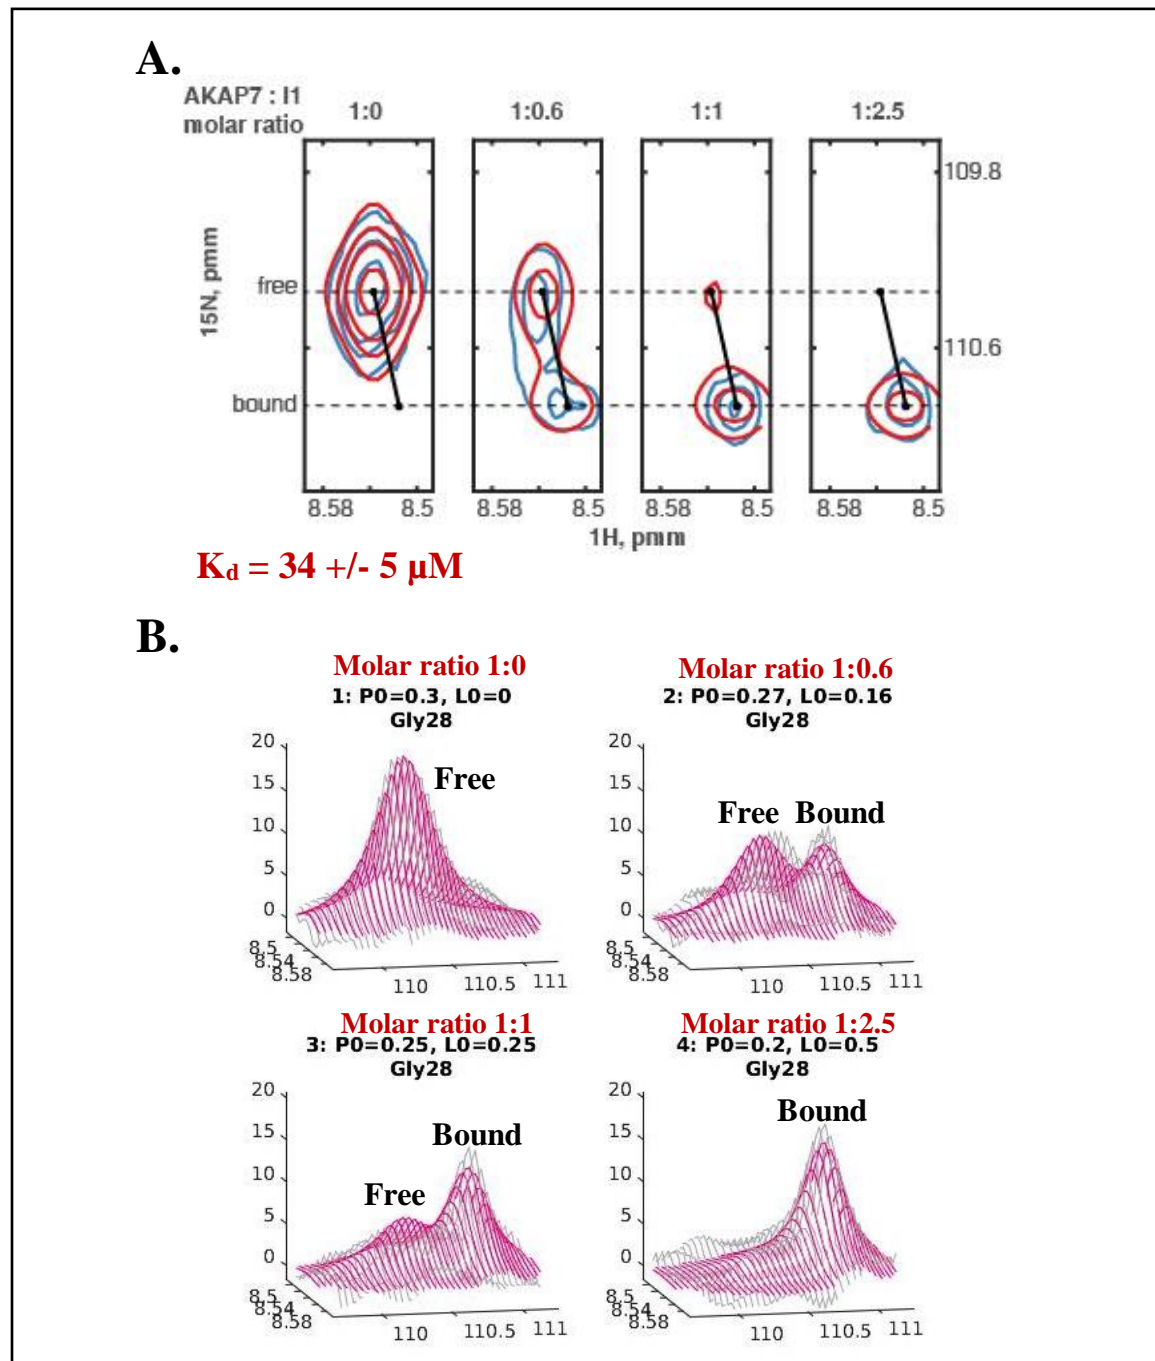 A.
AKAP7 : I1
molar ratio
1:0
1:0.6
1:1
1:2.5
109.8
15N, pmm
free
110.6
bound
8.58 8.5 8.58 8.5 8.58 8.5 8.58 8.5
1H, pmm
Kd = 34 +/- 5 µM
B.
Molar ratio 1:0
1: P0=0.3, L0=0
Gly28
20
15
10
5
0
Free
8.5
8.54
8.58
110 110.5 111
Molar ratio 1:0.6
2: P0=0.27, L0=0.16
Gly28
20
15
10
5
0
Free Bound
8.5
8.54
8.58
110 110.5 111
Molar ratio 1:1
3: P0=0.25, L0=0.25
Gly28
20
15
10
5
0
Bound
Free
8.5
8.54
8.58
110 110.5 111
Molar ratio 1:2.5
4: P0=0.2, L0=0.5
Gly28
20
15
10
5
0
Bound
8.5
8.54
8.58
110 110.5 111